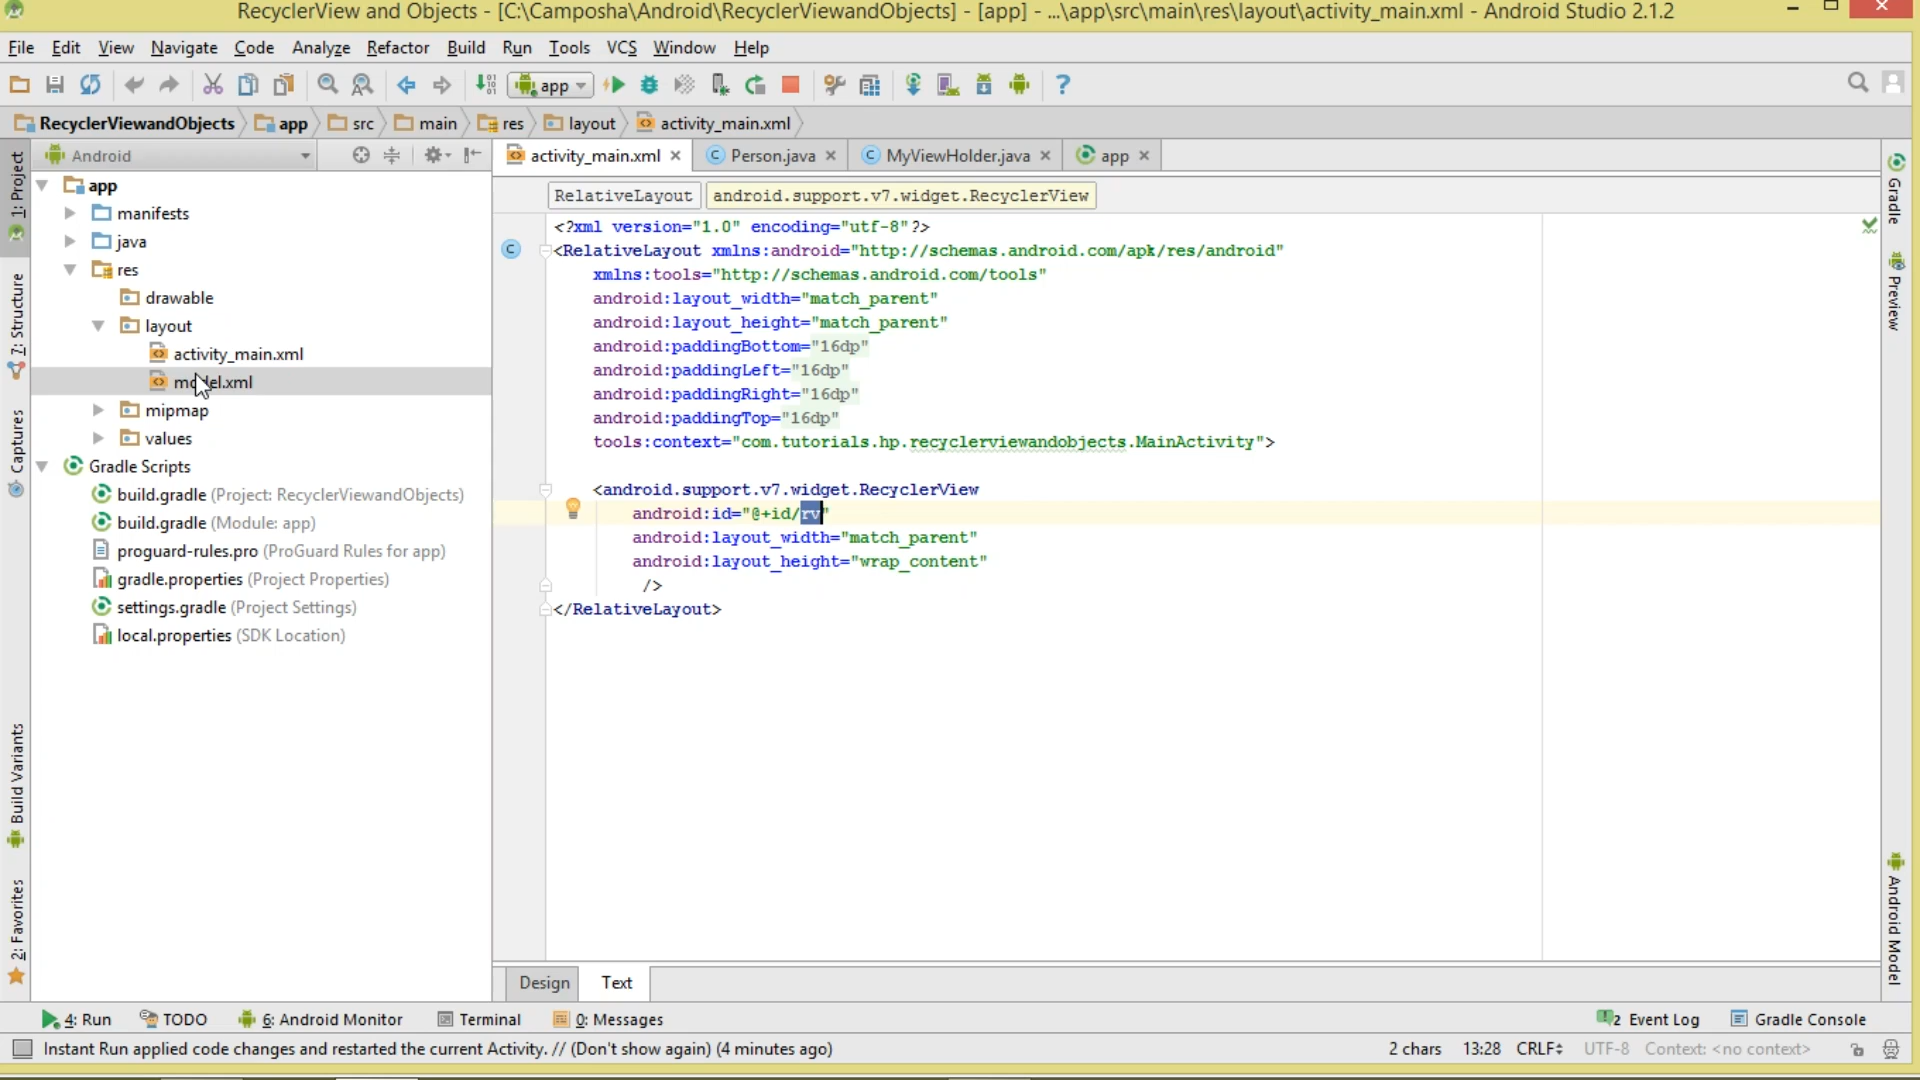 RecyclerView and Objects - [C:\Camposha\Android\RecyclerViewandObjects] - [app] - ...\app\src\main\res\layout\activity_main.xml - Android Studio 2.1.2
File Edit View Navigate Code Analyze Refactor Build Run Tools VCS Window Help
app
RecyclerViewandObjects app src main res layout activity_main.xml
1: Project
7: Structure
Captures
Build Variants
2: Favorites
Android
app
manifests
java
res
drawable
layout
activity_main.xml
model.xml
mipmap
values
Gradle Scripts
build.gradle (Project: RecyclerViewandObjects)
build.gradle (Module: app)
proguard-rules.pro (ProGuard Rules for app)
gradle.properties (Project Properties)
settings.gradle (Project Settings)
local.properties (SDK Location)
activity_main.xml Person.java MyViewHolder.java app
RelativeLayout android.support.v7.widget.RecyclerView
<?xml version="1.0" encoding="utf-8"?>
<RelativeLayout xmlns:android="http://schemas.android.com/apk/res/android"
xmlns:tools="http://schemas.android.com/tools"
android:layout_width="match_parent"
android:layout_height="match_parent"
android:paddingBottom="16dp"
android:paddingLeft="16dp"
android:paddingRight="16dp"
android:paddingTop="16dp"
tools:context="com.tutorials.hp.recyclerviewandobjects.MainActivity">
<android.support.v7.widget.RecyclerView
android:id="@+id/rv"
android:layout_width="match_parent"
android:layout_height="wrap_content"
/>
</RelativeLayout>
Gradle
Preview
Android Model
Design Text
4: Run TODO 6: Android Monitor Terminal 0: Messages 2 Event Log Gradle Console
Instant Run applied code changes and restarted the current Activity. // (Don't show again) (4 minutes ago) 2 chars 13:28 CRLF UTF-8 Context: <no context>